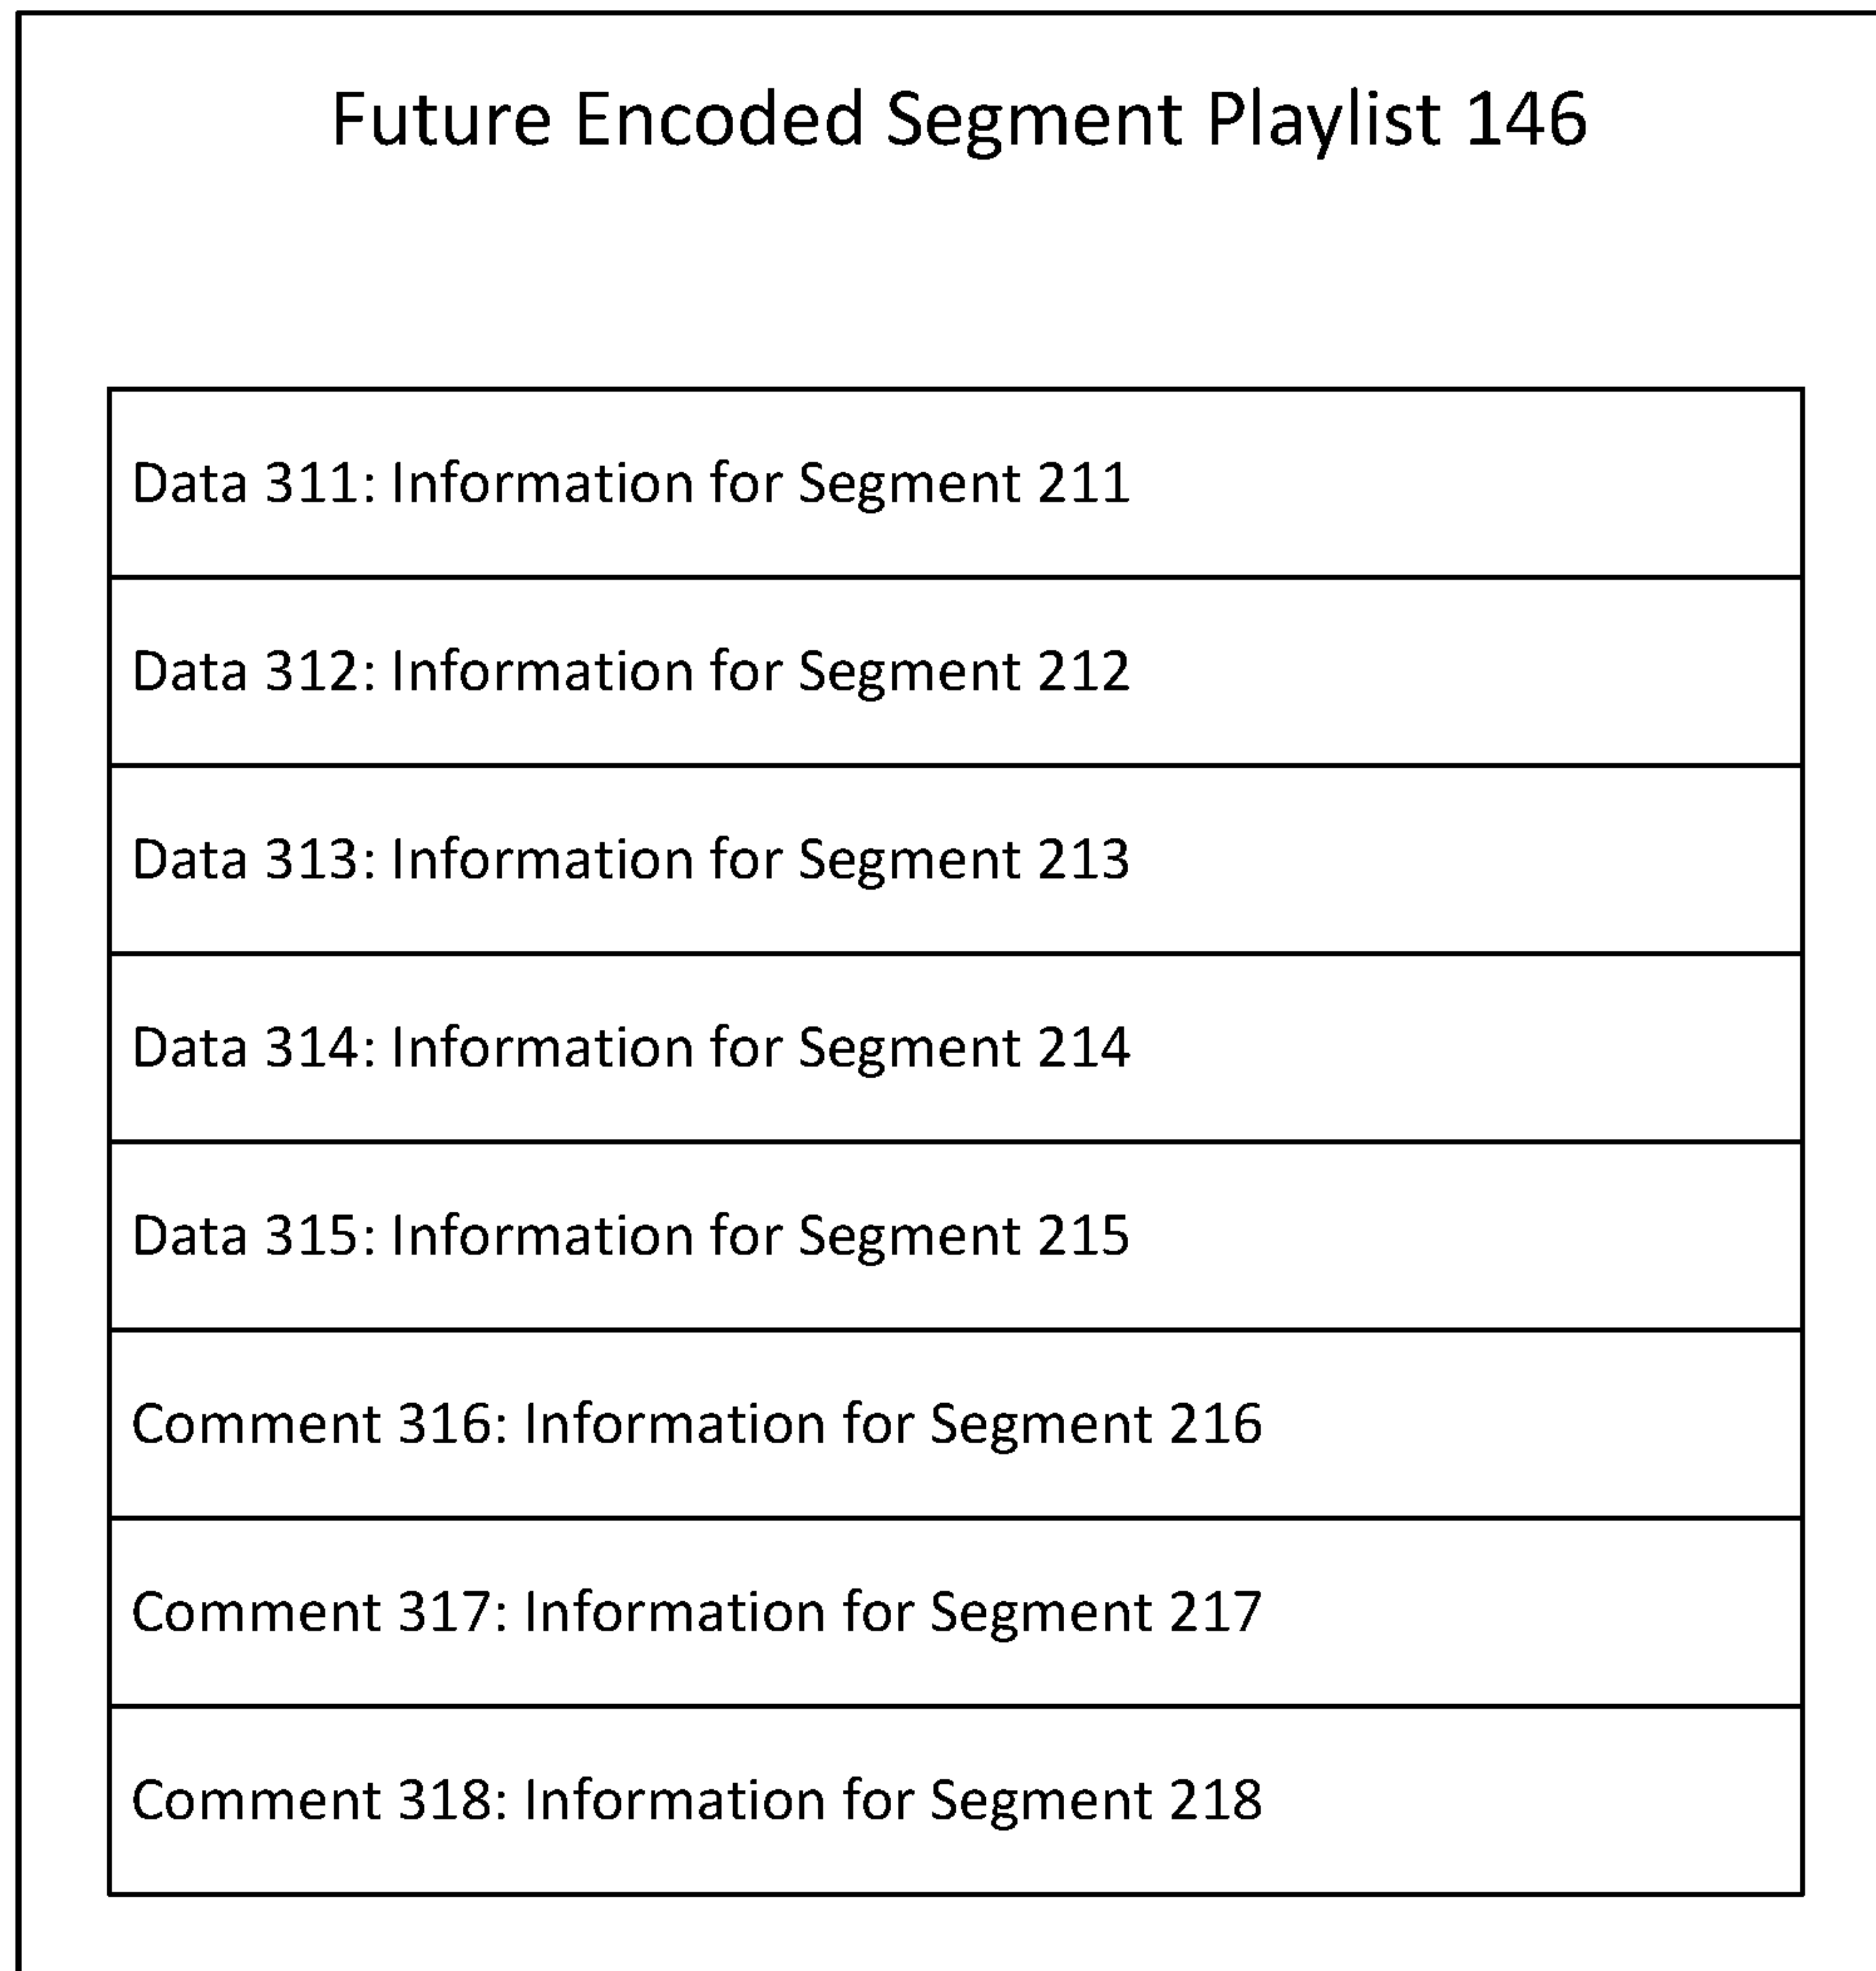 Future Encoded Segment Playlist 146
Data 311: Information for Segment 211
Data 312: Information for Segment 212
Data 313: Information for Segment 213
Data 314: Information for Segment 214
Data 315: Information for Segment 215
Comment 316: Information for Segment 216
Comment 317: Information for Segment 217
Comment 318: Information for Segment 218